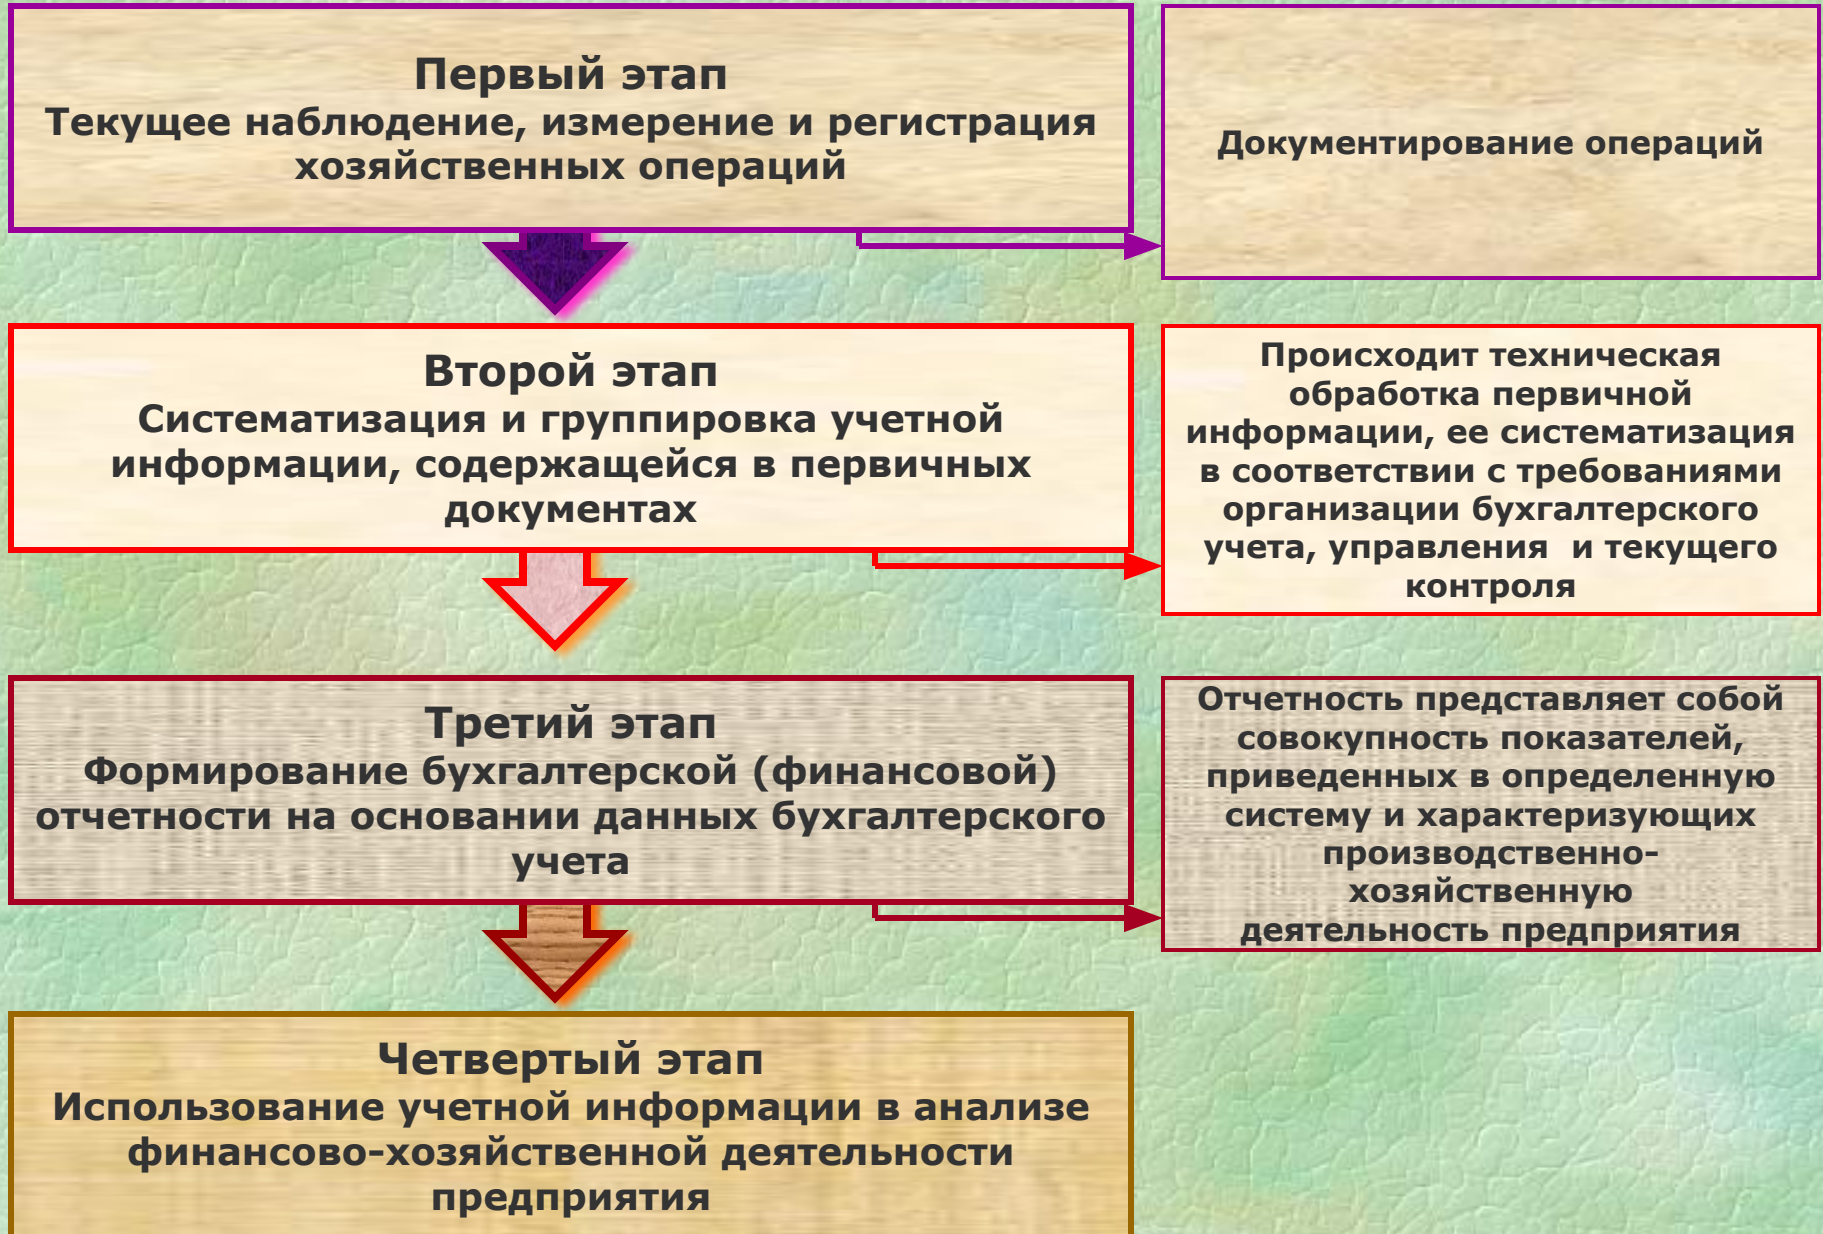 Первый этап
Текущее наблюдение, измерение и регистрация
хозяйственных операций
Документирование операций
Второй этап
Систематизация и группировка учетной
информации, содержащейся в первичных
документах
Происходит техническая
обработка первичной
информации, ее систематизация
в соответствии с требованиями
организации бухгалтерского
учета, управления  и текущего
контроля
Третий этап
Формирование бухгалтерской (финансовой)
отчетности на основании данных бухгалтерского
учета
Отчетность представляет собой
совокупность показателей,
приведенных в определенную
систему и характеризующих
производственно-
хозяйственную
деятельность предприятия
Четвертый этап
Использование учетной информации в анализе
финансово-хозяйственной деятельности
предприятия